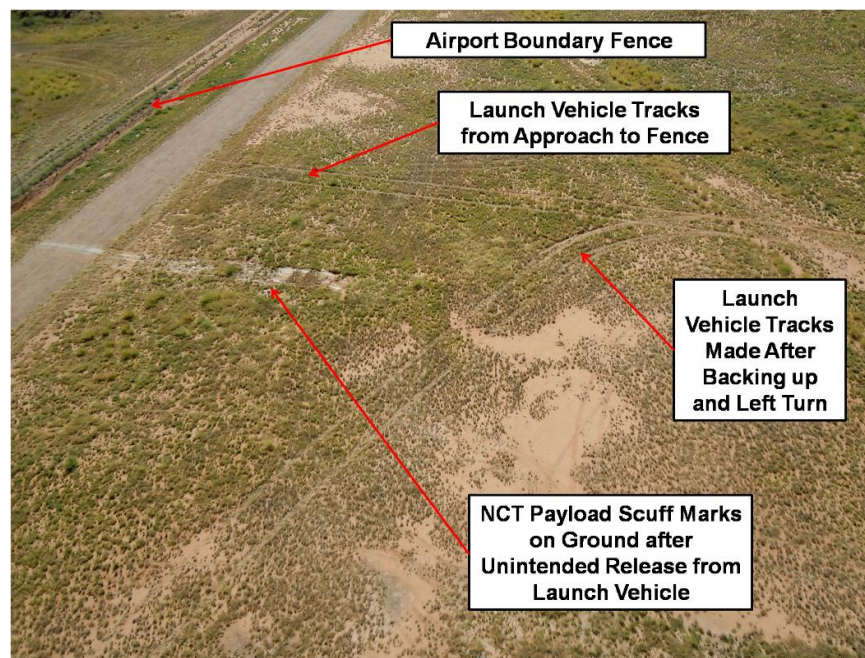 Airport Boundary Fence
Launch Vehicle Tracks
from Approach to Fence
Launch
Vehicle Tracks
Made After
Backing up
and Left Turn
NCT Payload Scuff Marks
on Ground after
Unintended Release from
Launch Vehicle